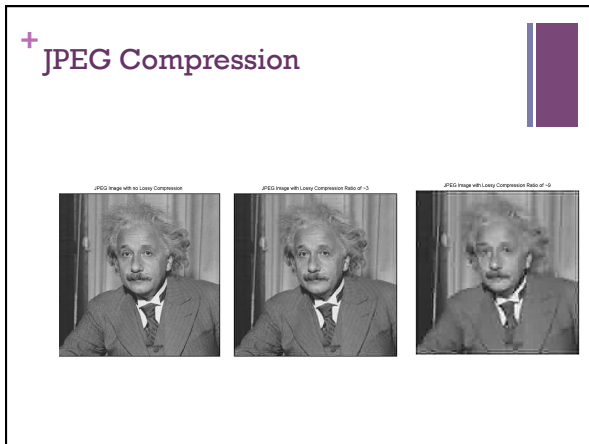 +
JPEG Compression
JPEG Image with no Lossy Compression
JPEG Image with Lossy Compression Ratio of ~3
JPEG Image with Lossy Compression Ratio of ~9